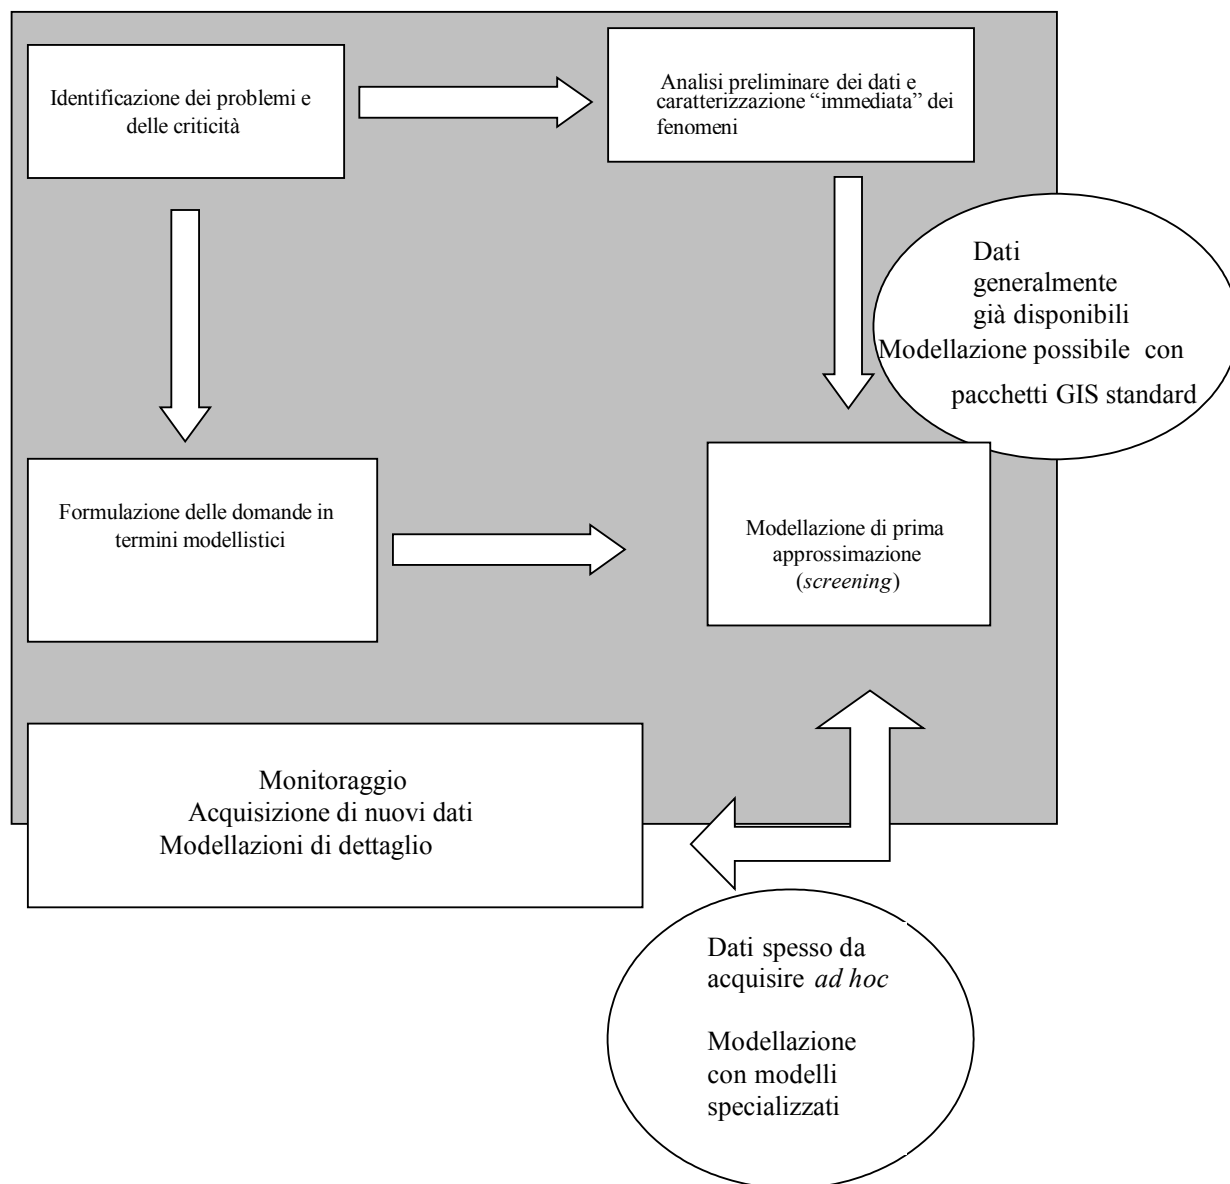 Identificazione dei problemi e
delle criticità
Analisi preliminare dei dati e
caratterizzazione “immediata” dei
fenomeni
Dati
generalmente
già disponibili
Modellazione possibile con
pacchetti GIS standard
Formulazione delle domande in
termini modellistici
Modellazione di prima
approssimazione
(screening)
Monitoraggio
Acquisizione di nuovi dati
Modellazioni di dettaglio
Dati spesso da
acquisire ad hoc
Modellazione
con modelli
specializzati